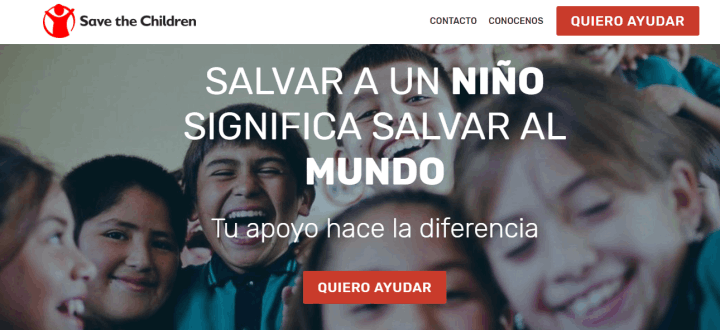 Save the Children
CONTACTO CONOCENOS QUIERO AYUDAR
SALVAR A UN NIÑO
SIGNIFICA SALVAR AL
MUNDO
Tu apoyo hace la diferencia
QUIERO AYUDAR